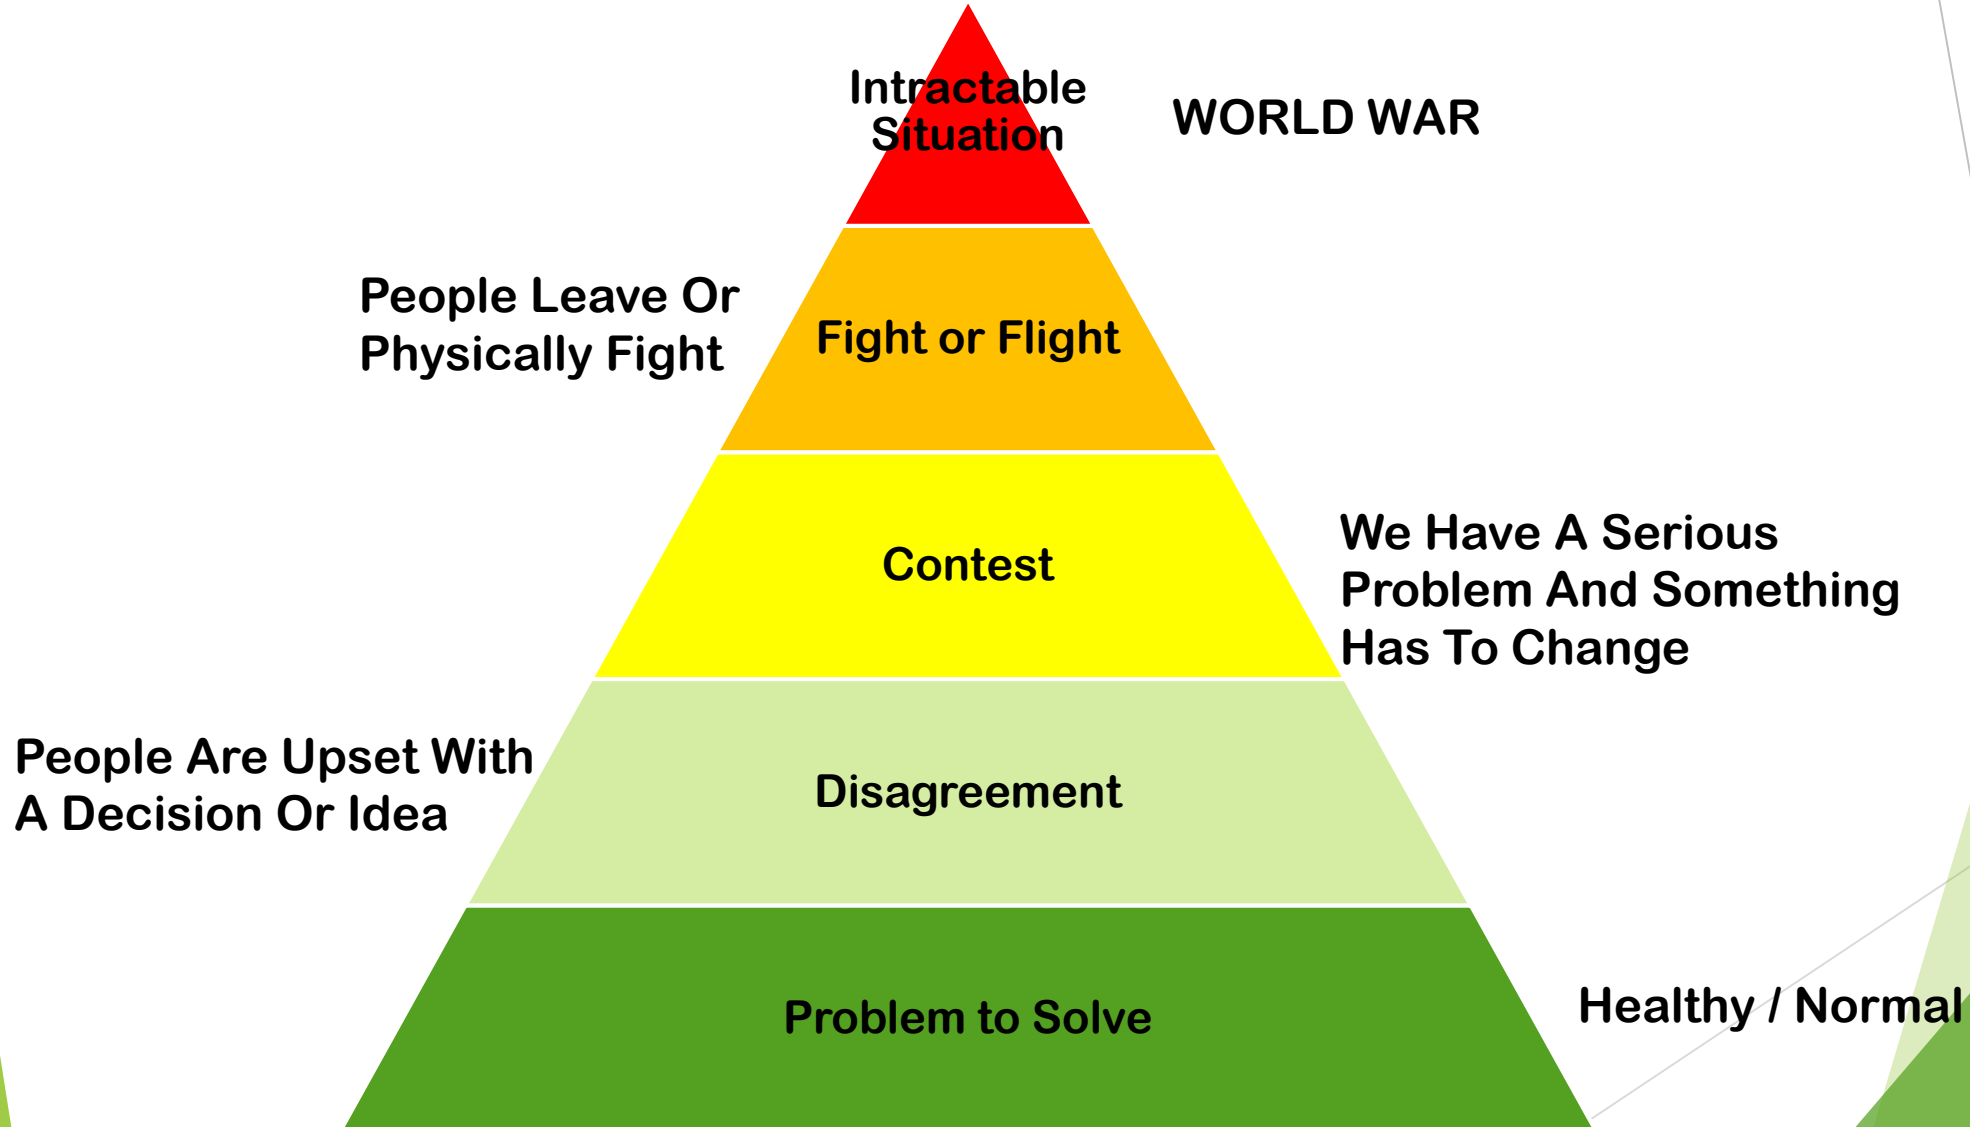 Intractable
Situation
WORLD WAR
People Leave Or
Physically Fight
Fight or Flight
Contest
We Have A Serious
Problem And Something
Has To Change
People Are Upset With
A Decision Or Idea
Disagreement
Problem to Solve
Healthy / Normal